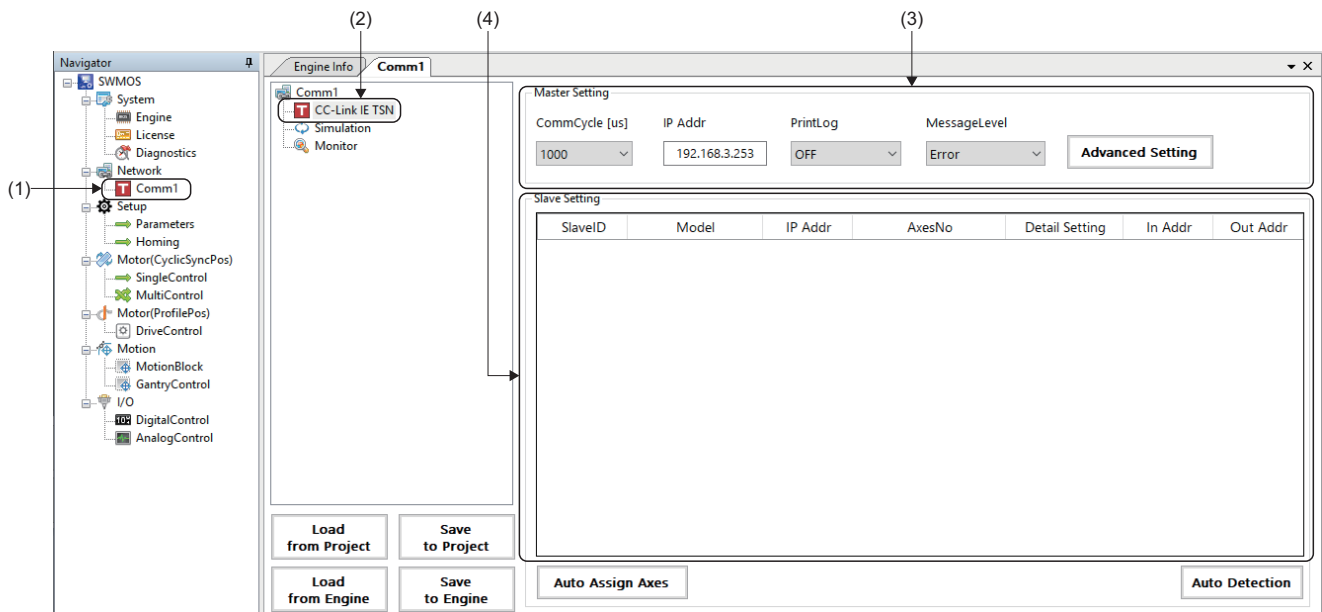 (2)
(4)
(3)
Navigator
SWMOS
System
Engine
License
Diagnostics
Network
(1)
Comm1
Setup
Parameters
Homing
Motor(CyclicSyncPos)
SingleControl
MultiControl
Motor(ProfilePos)
DriveControl
Motion
MotionBlock
GantryControl
I/O
DigitalControl
AnalogControl
Engine Info
Comm1
Comm1
CC-Link IE TSN
Simulation
Monitor
Load
from Project
Save
to Project
Load
from Engine
Save
to Engine
Master Setting
CommCycle [us] IP Addr PrintLog MessageLevel
1000 192.168.3.253 OFF Error Advanced Setting
Slave Setting
SlaveID Model IP Addr AxesNo Detail Setting In Addr Out Addr
Auto Assign Axes
Auto Detection